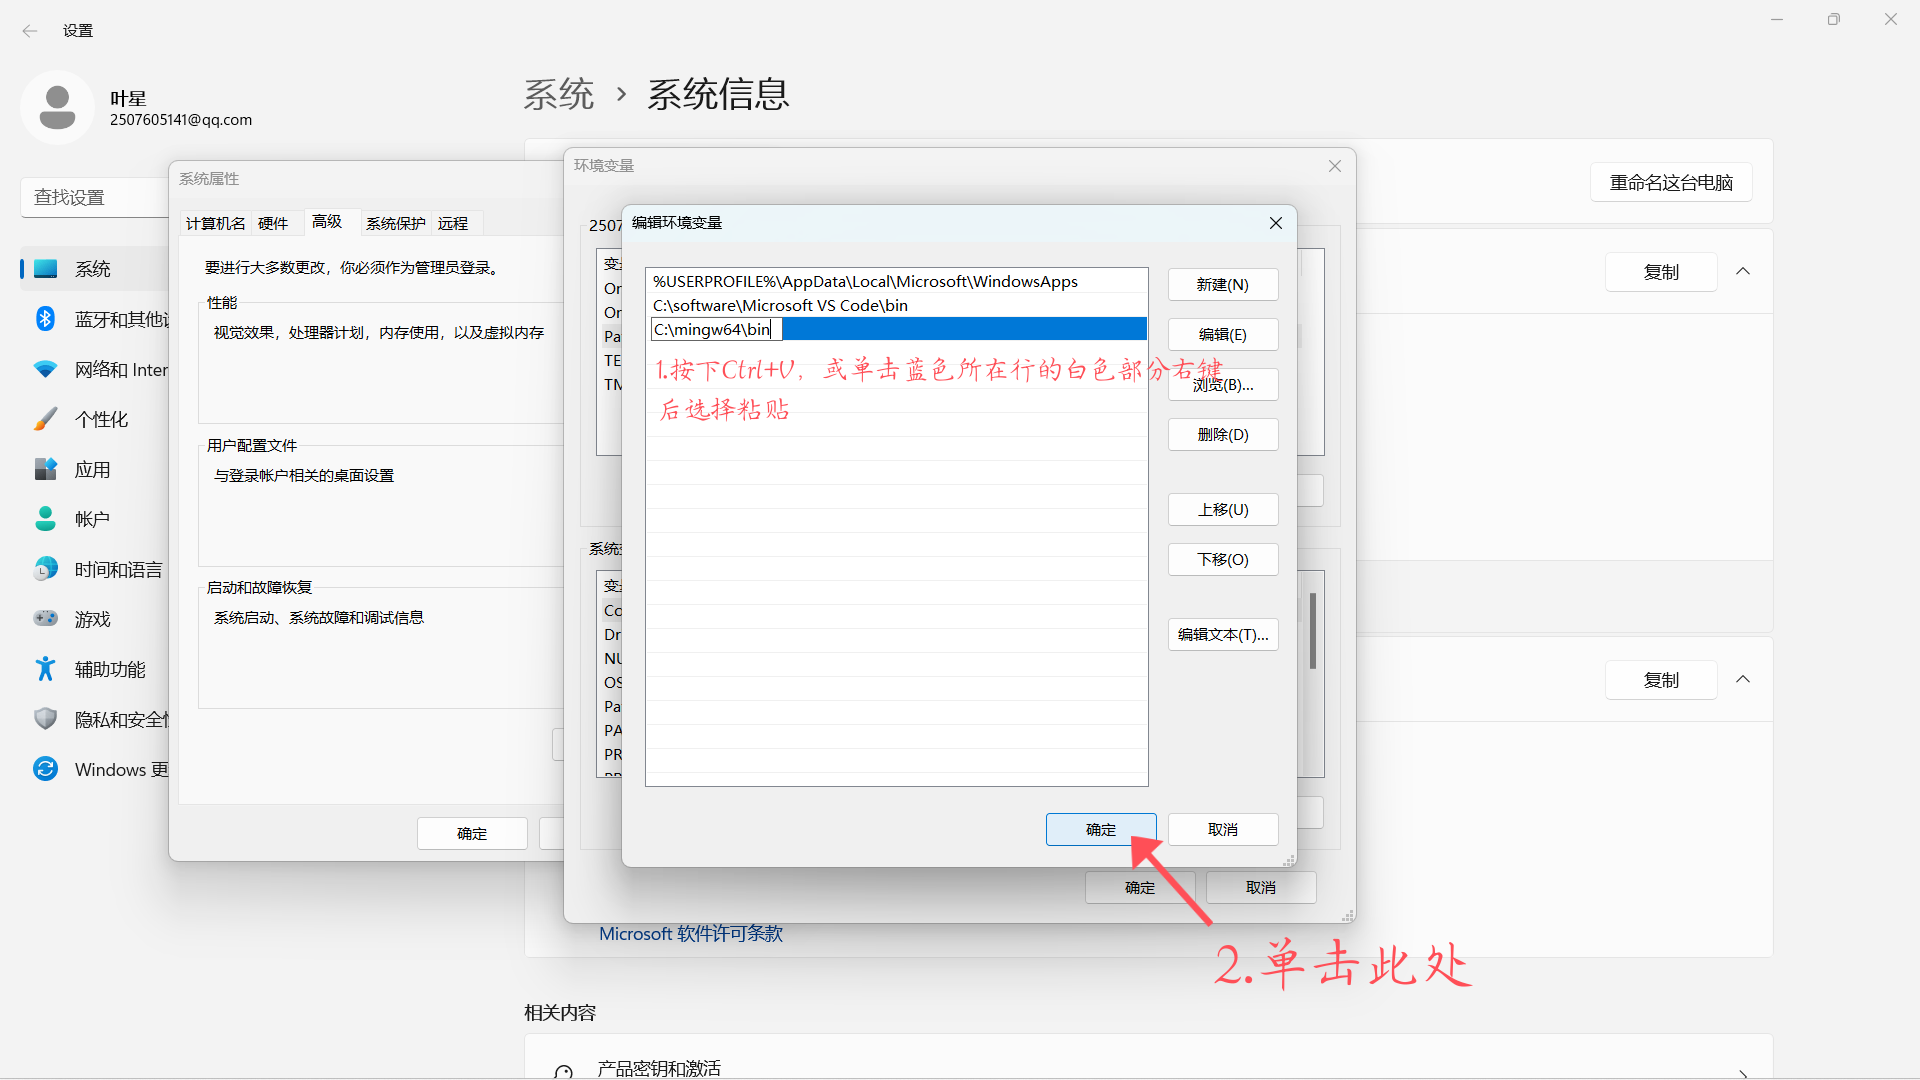 设置
叶星
2507605141@qq.com
查找设置
系统
蓝牙和其他设
网络和 Inter
个性化
应用
帐户
时间和语言
游戏
辅助功能
隐私和安全性
Windows 更
系统 › 系统信息
重命名这台电脑
复制
复制
Microsoft 软件许可条款
相关内容
产品密钥和激活
系统属性
计算机名 硬件 高级 系统保护 远程
要进行大多数更改，你必须作为管理员登录。
性能
视觉效果，处理器计划，内存使用，以及虚拟内存
用户配置文件
与登录帐户相关的桌面设置
启动和故障恢复
系统启动、系统故障和调试信息
确定
环境变量
2507
变量
Or
Or
Pa
TE
TM
系统变
变量
Co
Dr
NU
OS
Pa
PA
PR
确定
取消
编辑环境变量
%USERPROFILE%\AppData\Local\Microsoft\WindowsApps
C:\software\Microsoft VS Code\bin
C:\mingw64\bin
新建(N)
编辑(E)
浏览(B)...
删除(D)
上移(U)
下移(O)
编辑文本(T)...
确定
取消
1.按下Ctrl+V，或单击蓝色所在行的白色部分右键
后选择粘贴
2.单击此处